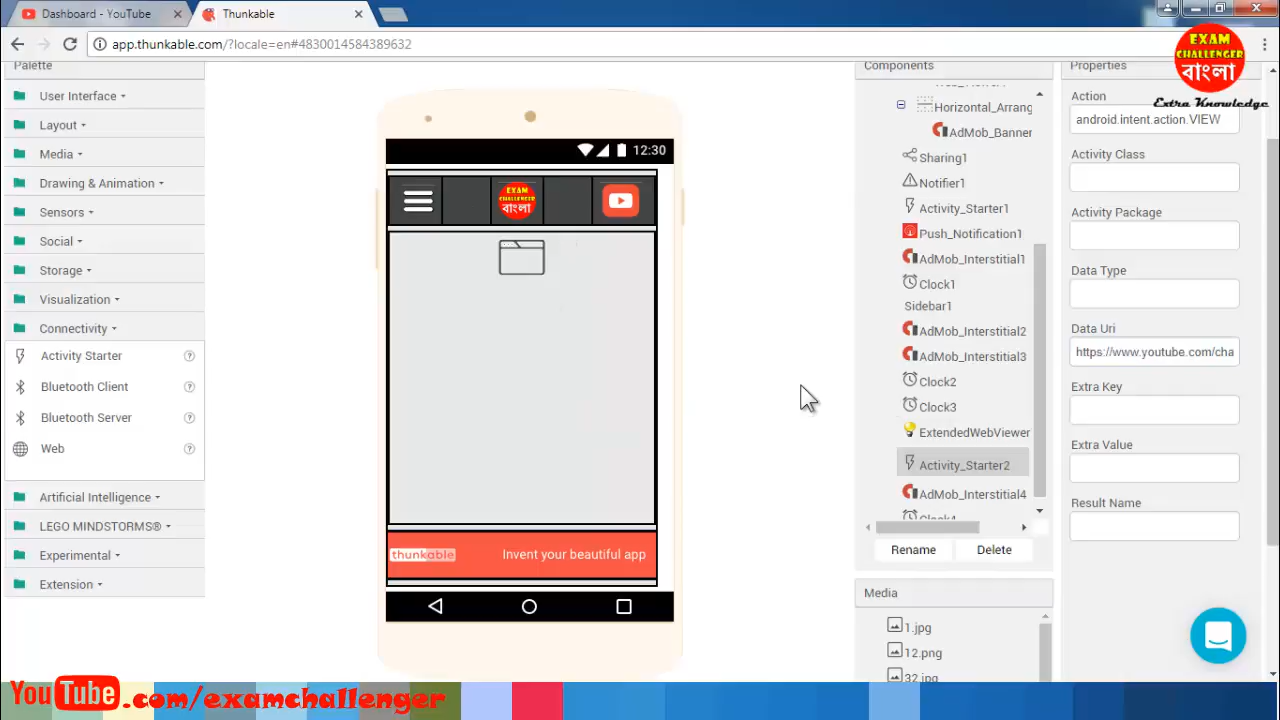 Dashboard - YouTube
Thunkable
app.thunkable.com/?locale=en#4830014584389632
EXAM
CHALLENGER
বাংলা
Extra Knowledge
Palette
User Interface
Layout
Media
Drawing & Animation
Sensors
Social
Storage
Visualization
Connectivity
Activity Starter
Bluetooth Client
Bluetooth Server
Web
Artificial Intelligence
LEGO MINDSTORMS®
Experimental
Extension
12:30
EXAM
CHALLENGER
বাংলা
thunkable
Invent your beautiful app
Components
Horizontal_Arrang
AdMob_Banner
Sharing1
Notifier1
Activity_Starter1
Push_Notification1
AdMob_Interstitial1
Clock1
Sidebar1
AdMob_Interstitial2
AdMob_Interstitial3
Clock2
Clock3
ExtendedWebViewer
Activity_Starter2
AdMob_Interstitial4
Rename
Delete
Media
1.jpg
12.png
32.jpg
Properties
Action
android.intent.action.VIEW
Activity Class
Activity Package
Data Type
Data Uri
https://www.youtube.com/cha
Extra Key
Extra Value
Result Name
YouTube.com/examchallenger